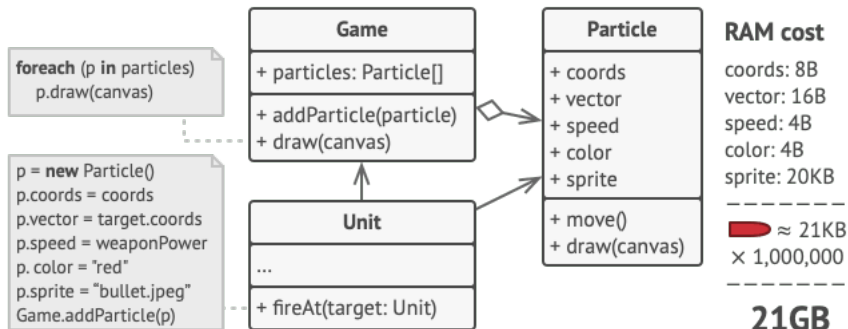 foreach (p in particles)
p.draw(canvas)
p = new Particle()
p.coords = coords
p.vector = target.coords
p.speed = weaponPower
p. color = "red"
p.sprite = “bullet.jpeg"
Game.addParticle(p)
Game
+ particles: Particle[]
+ addParticle(particle)
+ draw(canvas)
Unit
...
+ fireAt(target: Unit)
Particle
+ coords
+ vector
+ speed
+ color
+ sprite
+ move()
+ draw(canvas)
RAM cost
coords: 8B
vector: 16B
speed: 4B
color: 4B
sprite: 20KB
≈ 21KB
× 1,000,000
21GB